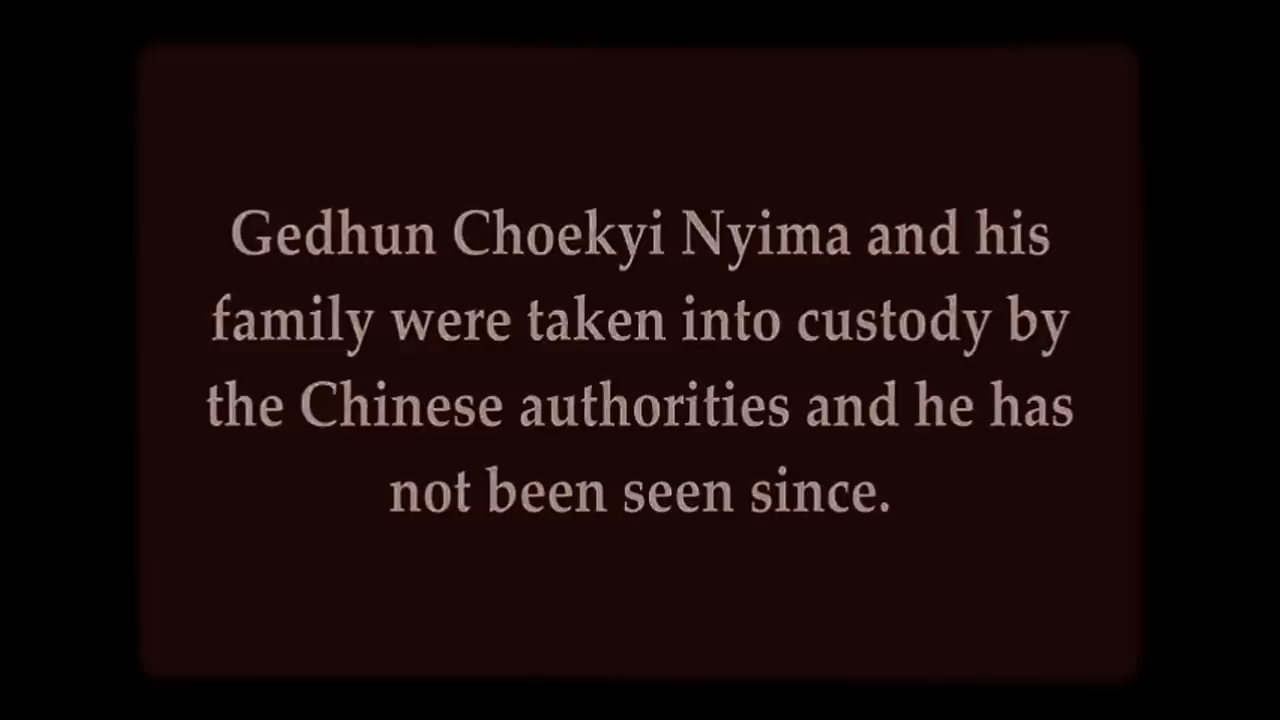 Gedhun Choekyi Nyima and his
family were taken into custody by
the Chinese authorities and he has
not been seen since.